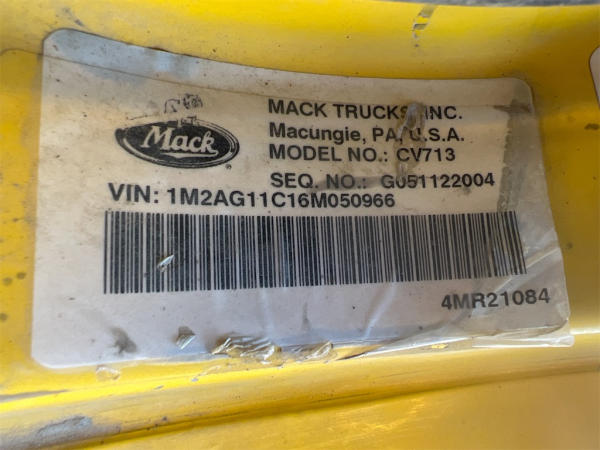 Mack
MACK TRUCKS, INC.
Macungie, PA, U.S.A.
MODEL NO.: CV713
SEQ. NO.: G051122004
VIN: 1M2AG11C16M050966
4MR21084